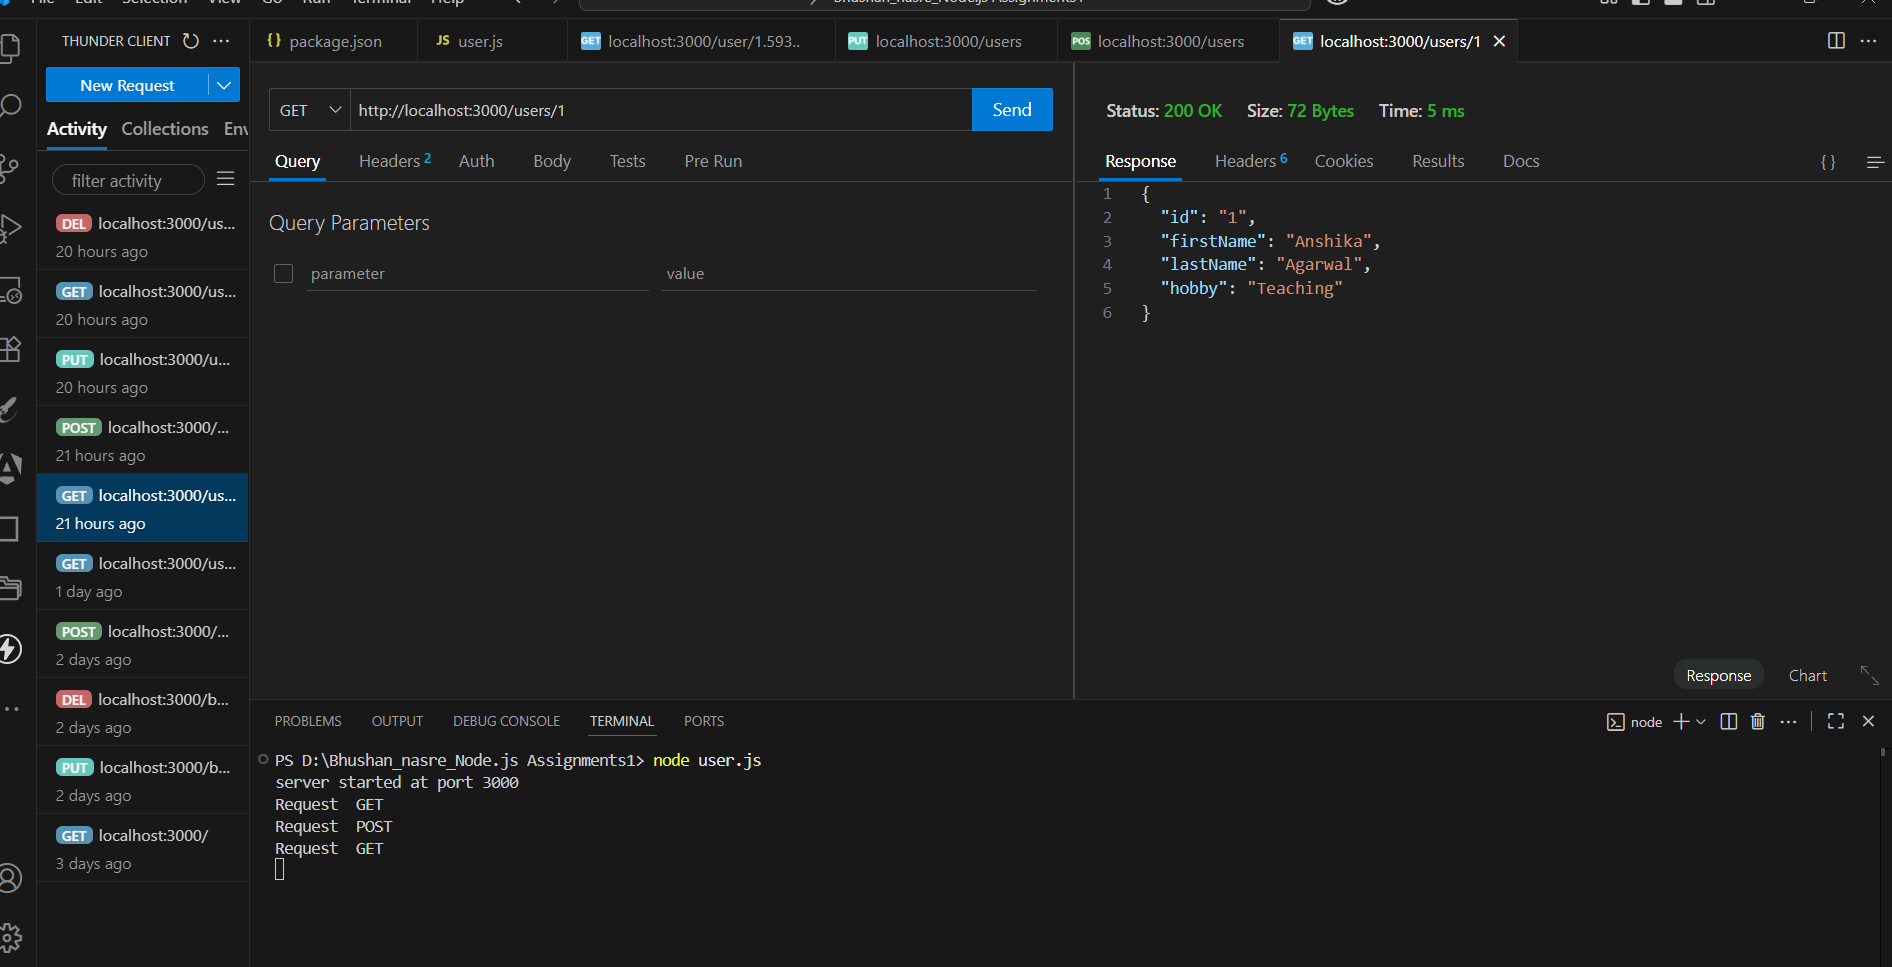 File Edit Selection View Go Run Terminal Help
THUNDER CLIENT
New Request
Activity Collections Env
filter activity
DEL localhost:3000/us...
20 hours ago
GET localhost:3000/us...
20 hours ago
PUT localhost:3000/u...
20 hours ago
POST localhost:3000/...
21 hours ago
GET localhost:3000/us...
21 hours ago
GET localhost:3000/us...
1 day ago
POST localhost:3000/...
2 days ago
DEL localhost:3000/b...
2 days ago
PUT localhost:3000/b...
2 days ago
GET localhost:3000/
3 days ago
{} package.json
JS user.js
GET localhost:3000/user/1.593..
PUT localhost:3000/users
POS localhost:3000/users
GET localhost:3000/users/1
GET http://localhost:3000/users/1 Send
Query Headers 2 Auth Body Tests Pre Run
Query Parameters
parameter value
Status: 200 OK Size: 72 Bytes Time: 5 ms
Response Headers 6 Cookies Results Docs {}
1 {
2 "id": "1",
3 "firstName": "Anshika",
4 "lastName": "Agarwal",
5 "hobby": "Teaching"
6 }
Response Chart
PROBLEMS OUTPUT DEBUG CONSOLE TERMINAL PORTS
node
PS D:\Bhushan_nasre_Node.js Assignments1> node user.js
server started at port 3000
Request GET
Request POST
Request GET